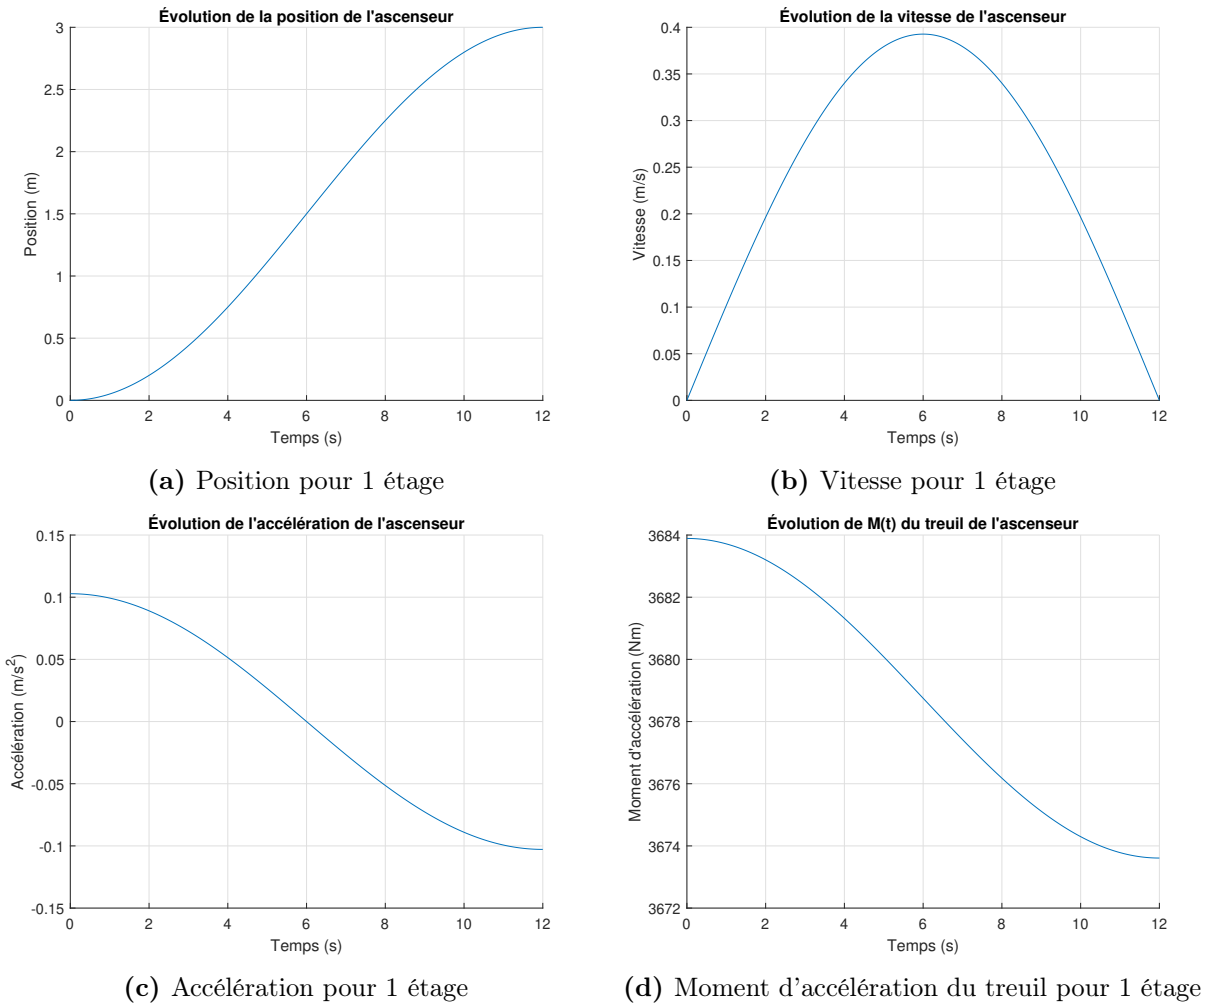 Évolution de la position de l'ascenseur
3
2.5
2
1.5
1
0.5
0
Position (m)
0 2 4 6 8 10 12
Temps (s)
(a) Position pour 1 étage
Évolution de la vitesse de l'ascenseur
0.4
0.35
0.3
0.25
0.2
0.15
0.1
0.05
0
Vitesse (m/s)
0 2 4 6 8 10 12
Temps (s)
(b) Vitesse pour 1 étage
Évolution de l'accélération de l'ascenseur
0.15
0.1
0.05
0
-0.05
-0.1
-0.15
Accélération (m/s²)
0 2 4 6 8 10 12
Temps (s)
(c) Accélération pour 1 étage
Évolution de M(t) du treuil de l'ascenseur
3684
3682
3680
3678
3676
3674
3672
Moment d'accélération (Nm)
0 2 4 6 8 10 12
Temps (s)
(d) Moment d'accélération du treuil pour 1 étage